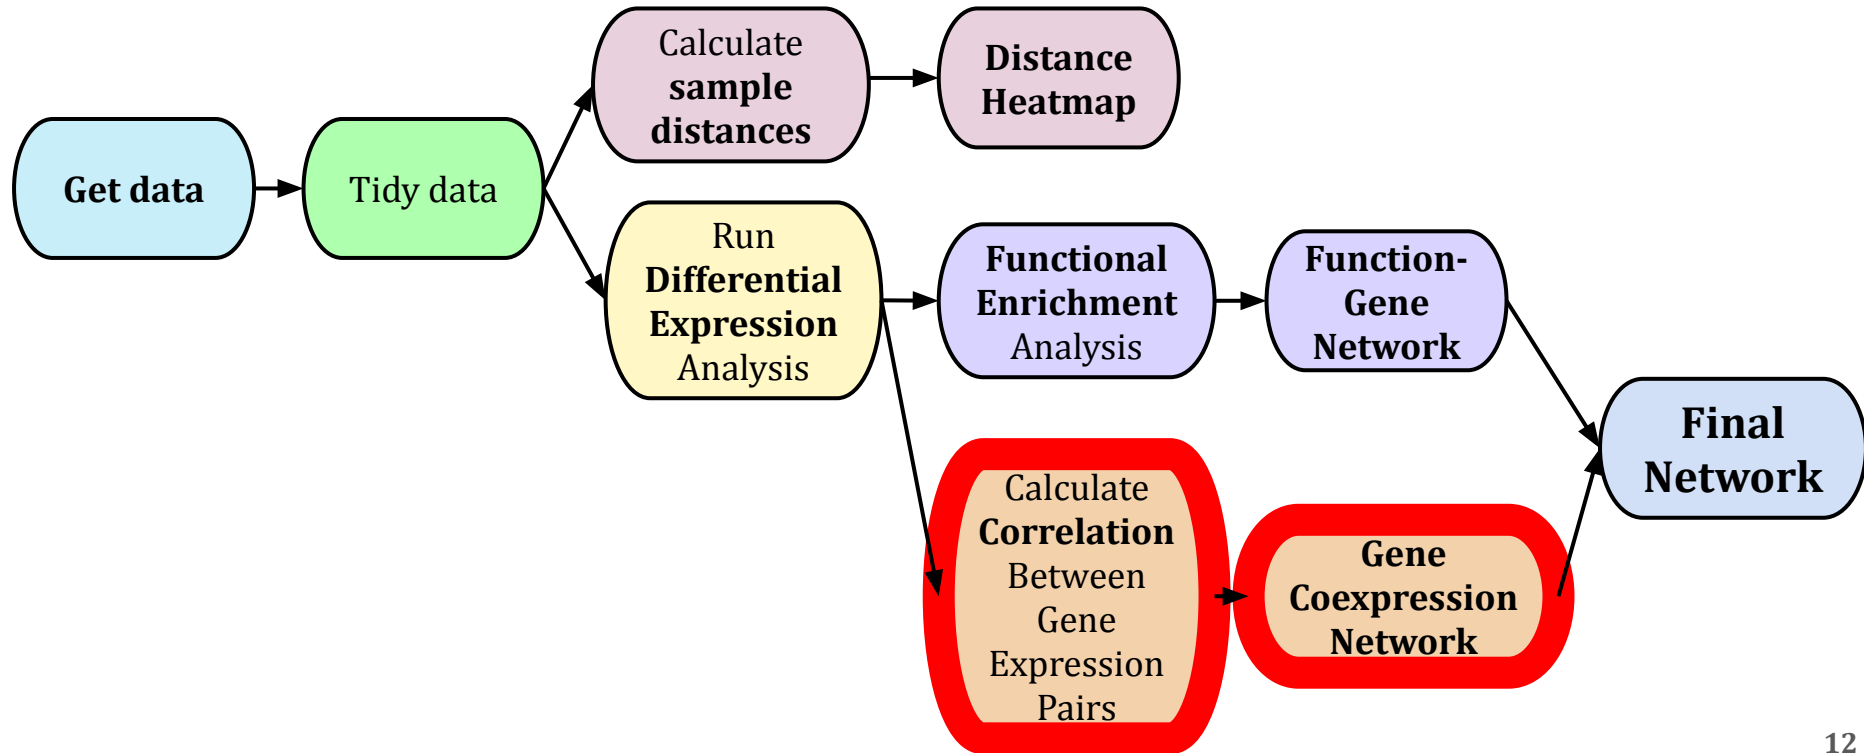 Get data
Tidy data
Calculate
sample
distances
Distance
Heatmap
Run
Differential
Expression
Analysis
Functional
Enrichment
Analysis
Function-
Gene
Network
Calculate
Correlation
Between
Gene
Expression
Pairs
Gene
Coexpression
Network
Final
Network
12